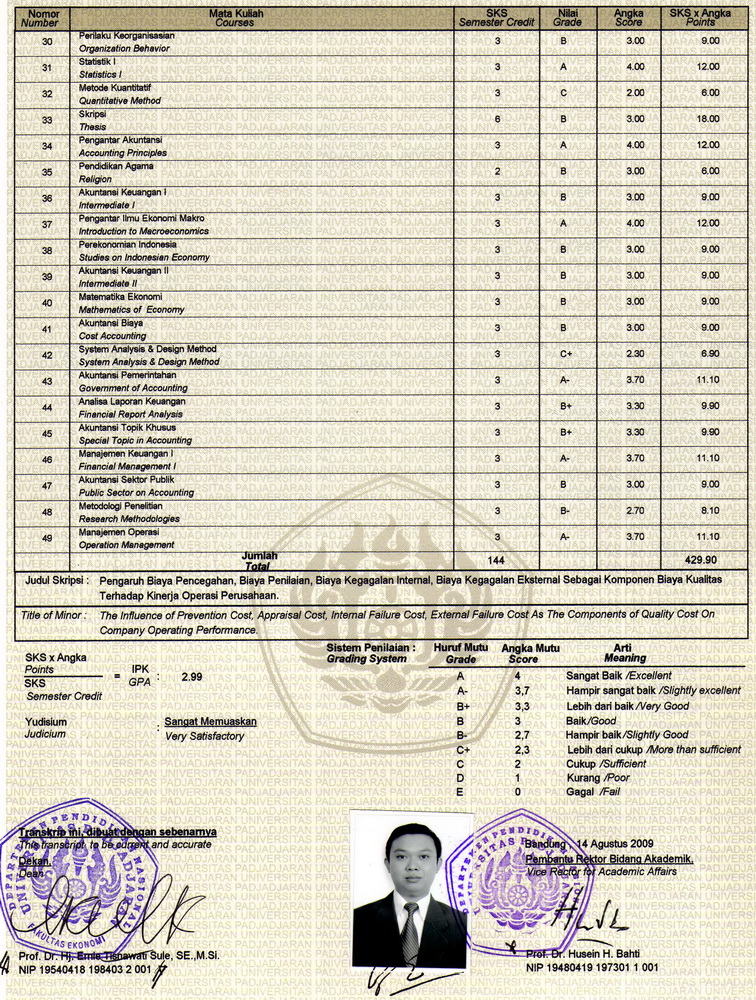 Nomor Mata Kuliah SKS Nilai Angka SKS x Angka
Number Courses Semester Credit Grade Score Points
30 Perilaku Keorganisasian 3 B 3.00 9.00
Organization Behavior
31 Statistik I 3 A 4.00 12.00
Statistics I
32 Metode Kuantitatif 3 C 2.00 6.00
Quantitative Method
33 Skripsi 6 B 3.00 18.00
Thesis
34 Pengantar Akuntansi 3 A 4.00 12.00
Accounting Principles
35 Pendidikan Agama 2 B 3.00 6.00
Religion
36 Akuntansi Keuangan I 3 B 3.00 9.00
Intermediate I
37 Pengantar Ilmu Ekonomi Makro 3 A 4.00 12.00
Introduction to Macroeconomics
38 Perekonomian Indonesia 3 B 3.00 9.00
Studies on Indonesian Economy
39 Akuntansi Keuangan II 3 B 3.00 9.00
Intermediate II
40 Matematika Ekonomi 3 B 3.00 9.00
Mathematics of Economy
41 Akuntansi Biaya 3 B 3.00 9.00
Cost Accounting
42 System Analysis & Design Method 3 C+ 2.30 6.90
System Analysis & Design Method
43 Akuntansi Pemerintahan 3 A- 3.70 11.10
Government of Accounting
44 Analisa Laporan Keuangan 3 B+ 3.30 9.90
Financial Report Analysis
45 Akuntansi Topik Khusus 3 B+ 3.30 9.90
Special Topic in Accounting
46 Manajemen Keuangan I 3 A- 3.70 11.10
Financial Management I
47 Akuntansi Sektor Publik 3 B 3.00 9.00
Public Sector on Accounting
48 Metodologi Penelitian 3 B- 2.70 8.10
Research Methodologies
49 Manajemen Operasi 3 A- 3.70 11.10
Operation Management
Jumlah 144 429.90
Total
Judul Skripsi : Pengaruh Biaya Pencegahan, Biaya Penilaian, Biaya Kegagalan Internal, Biaya Kegagalan Eksternal Sebagai Komponen Biaya Kualitas
Terhadap Kinerja Operasi Perusahaan.
Title of Minor : The Influence of Prevention Cost, Appraisal Cost, Internal Failure Cost, External Failure Cost As The Components of Quality Cost On
Company Operating Performance.
SKS x Angka
Points
SKS
Semester Credit
= IPK : 2.99
GPA
Yudisium : Sangat Memuaskan
Judicium Very Satisfactory
Sistem Penilaian : Huruf Mutu Angka Mutu Arti
Grading System Grade Score Meaning
A 4 Sangat Baik /Excellent
A- 3,7 Hampir sangat baik /Slightly excellent
B+ 3,3 Lebih dari baik /Very Good
B 3 Baik/Good
B- 2,7 Hampir baik/Slightly Good
C+ 2,3 Lebih dari cukup /More than sufficient
C 2 Cukup /Sufficient
D 1 Kurang /Poor
E 0 Gagal /Fail
Transkrip ini, dibuat dengan sebenarnya
This transcript to be current and accurate
Dekan,
Dean
DEPARTEMEN PENDIDIKAN NASIONAL
UNIVERSITAS PADJADJARAN
FAKULTAS EKONOMI
Prof. Dr. Hj. Ernie Tisnawati Sule, SE.,M.Si.
NIP 19540418 198403 2 001
Bandung, 14 Agustus 2009
Pembantu Rektor Bidang Akademik.
Vice Rector for Academic Affairs
DEPARTEMEN PENDIDIKAN NASIONAL
UNIVERSITAS PADJADJARAN
Prof. Dr. Husein H. Bahti
NIP 19480419 197301 1 001